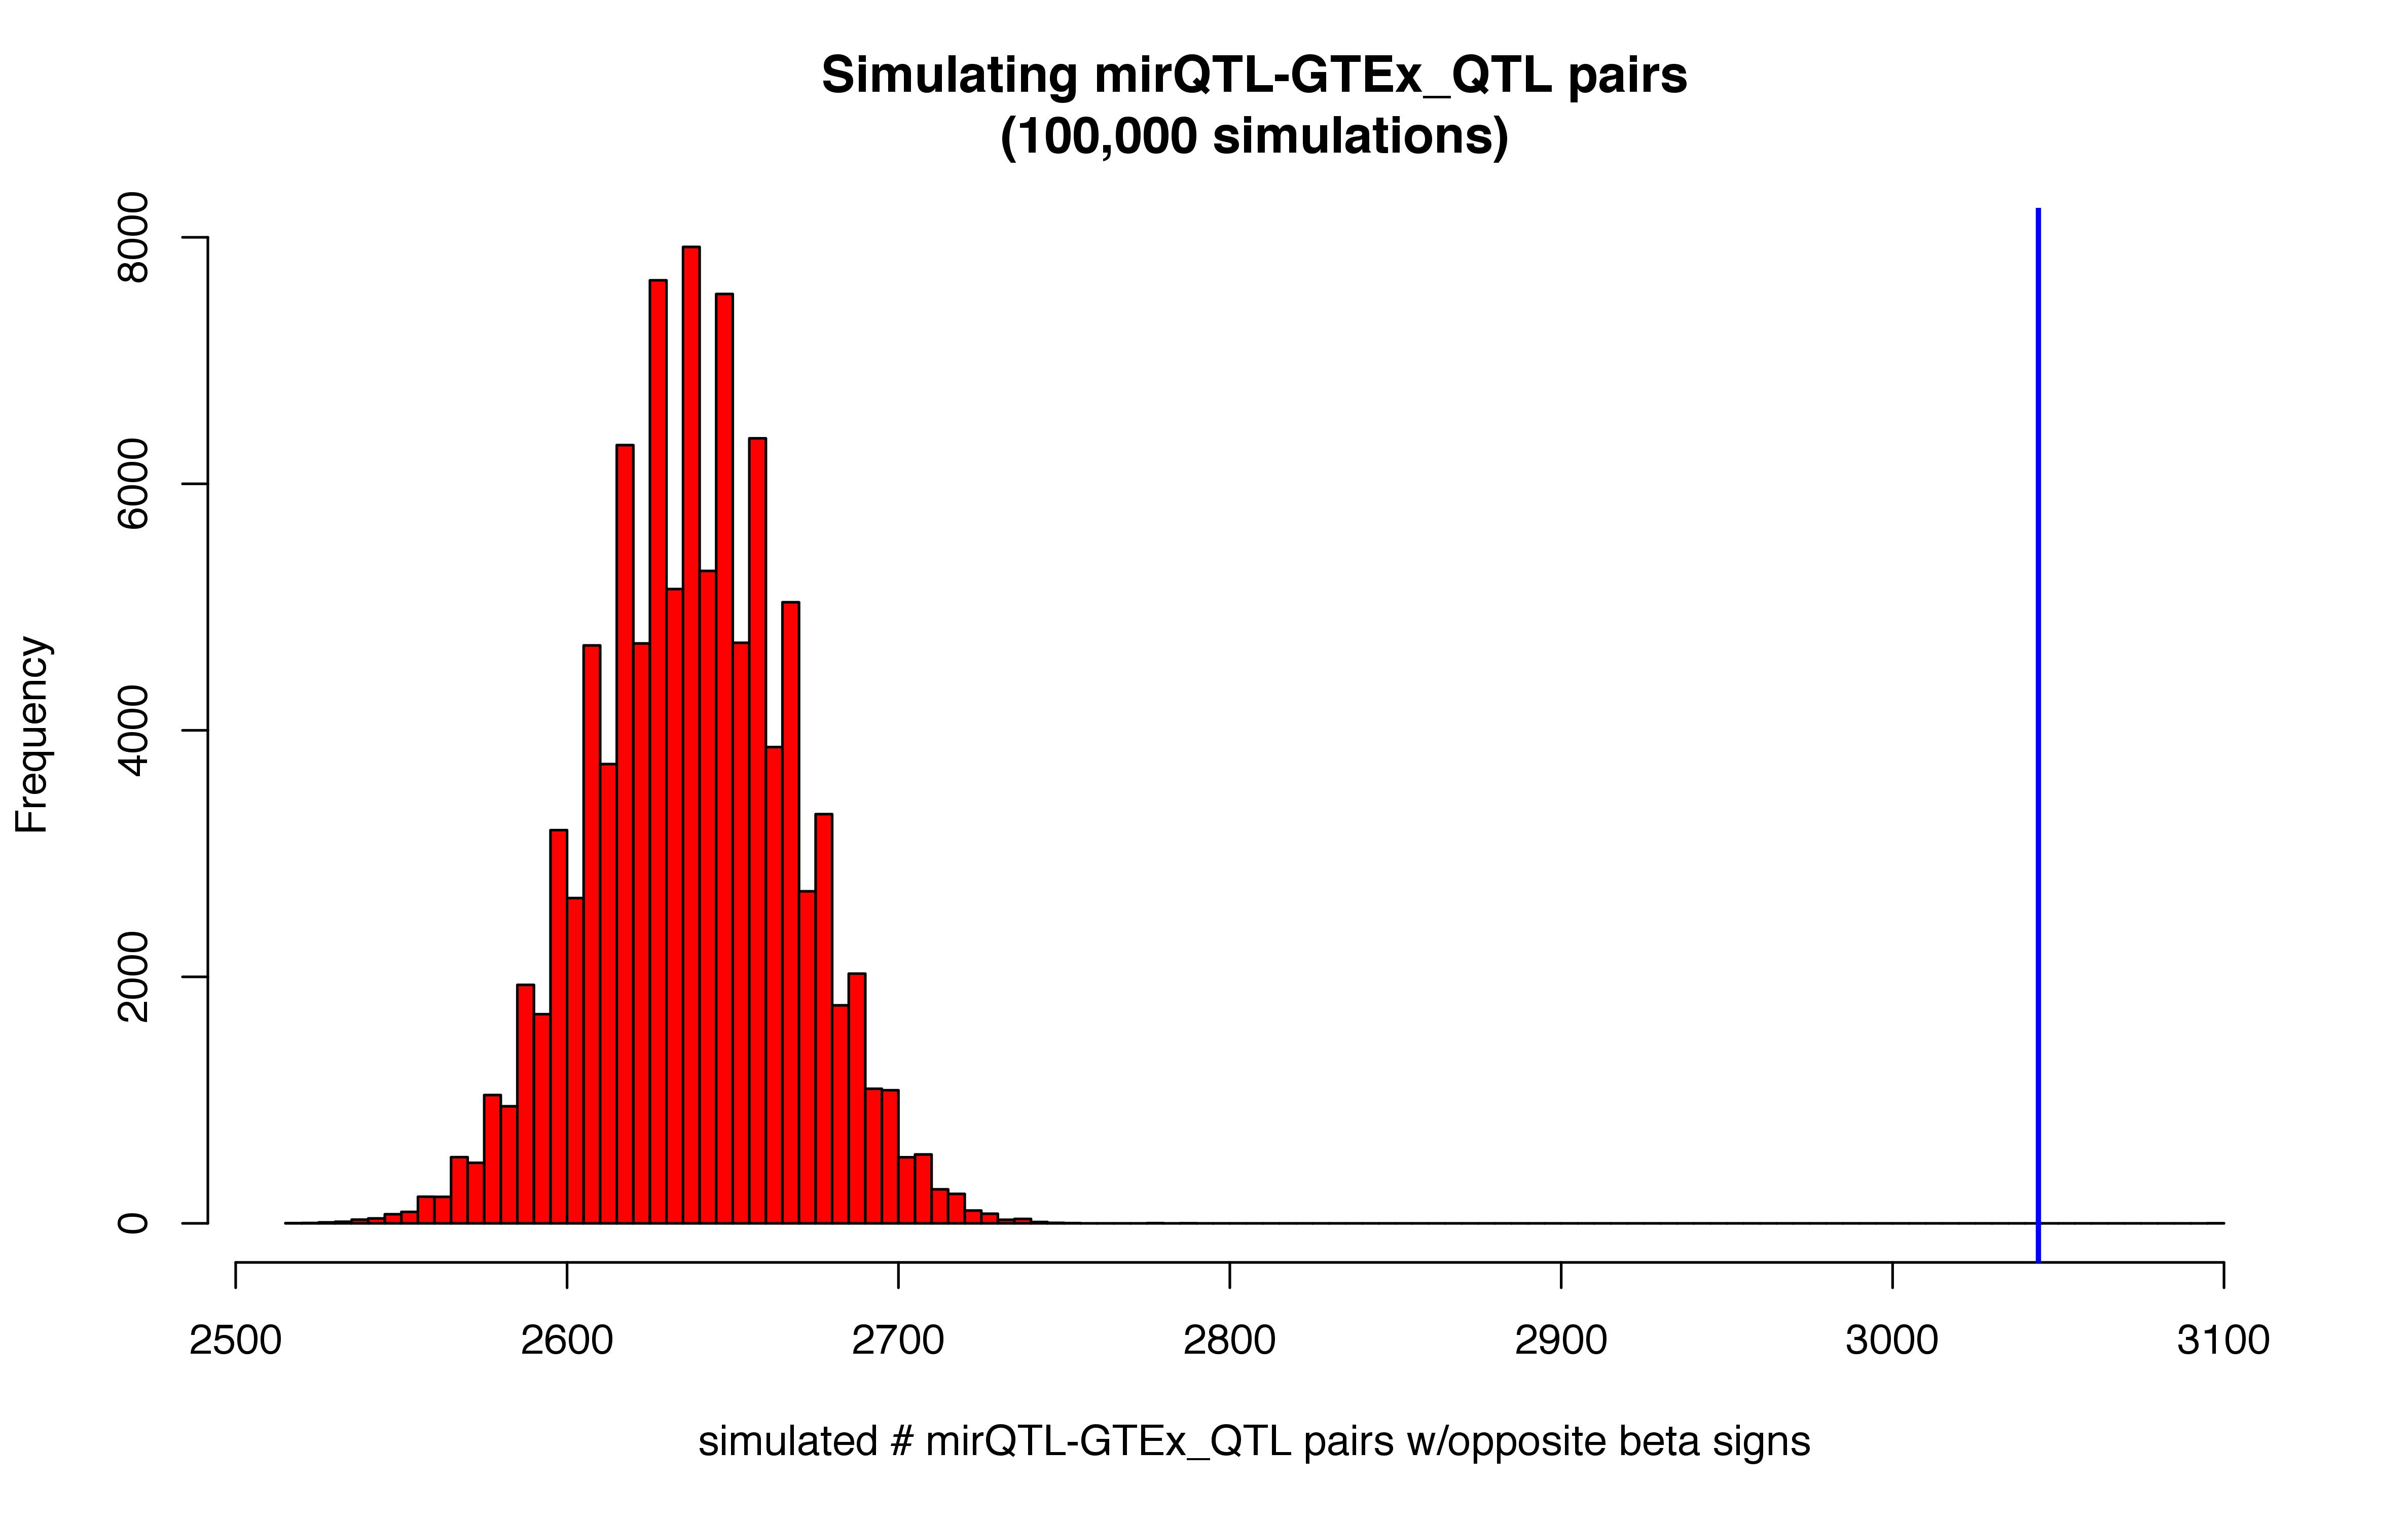 Simulating mirQTL-GTEx_QTL pairs
(100,000 simulations)
Frequency
8000
6000
4000
2000
0
2500 2600 2700 2800 2900 3000 3100
simulated # mirQTL-GTEx_QTL pairs w/opposite beta signs